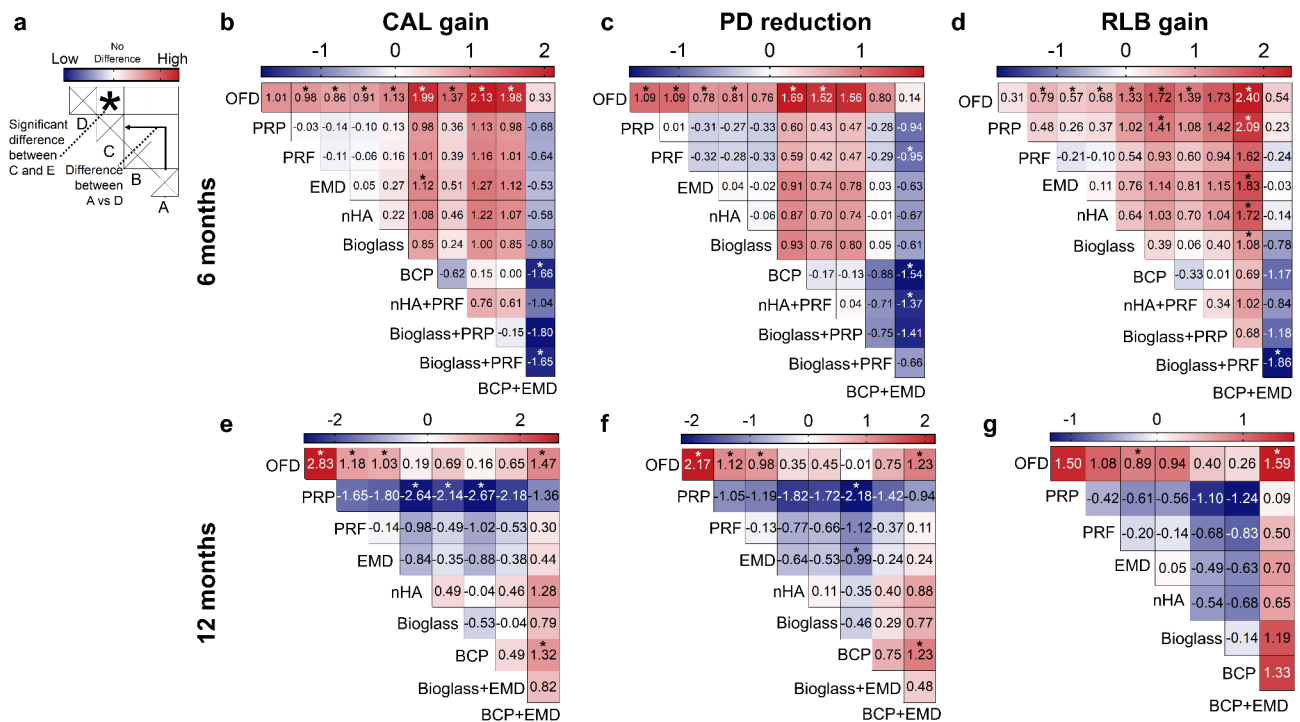 a
Low No Difference High
*
D
Significant difference between C and E
C
Difference between A vs D
B
A
b CAL gain
-1 0 1 2
6 months
OFD 1.01 *0.98 *0.86 *0.91 *1.13 *1.99 *1.37 *2.13 *1.98 0.33
PRP -0.03 -0.14 -0.10 0.13 0.98 0.36 1.13 0.98 -0.68
PRF -0.11 -0.06 0.16 1.01 0.39 1.16 1.01 -0.64
EMD 0.05 0.27 *1.12 0.51 1.27 1.12 -0.53
nHA 0.22 1.08 0.46 1.22 1.07 -0.58
Bioglass 0.85 0.24 1.00 0.85 -0.80
BCP -0.62 0.15 0.00 *-1.66
nHA+PRF 0.76 0.61 -1.04
Bioglass+PRP -0.15 -1.80
Bioglass+PRF *-1.65
BCP+EMD
c PD reduction
-1 0 1
*1.09 *1.09 *0.78 *0.81 0.76 *1.69 *1.52 1.56 0.80 0.14
0.01 -0.31 -0.27 -0.33 0.60 0.43 0.47 -0.28 -0.94
-0.32 -0.28 -0.33 0.59 0.42 0.47 -0.29 *-0.95
0.04 -0.02 0.91 0.74 0.78 0.03 -0.63
-0.06 0.87 0.70 0.74 -0.01 -0.67
0.93 0.76 0.80 0.05 -0.61
-0.17 -0.13 -0.88 *-1.54
0.04 -0.71 *-1.37
-0.75 -1.41
-0.66
BCP+EMD
d RLB gain
-1 0 1 2
OFD 0.31 *0.79 *0.57 *0.68 *1.33 *1.72 *1.39 1.73 *2.40 0.54
PRP 0.48 0.26 0.37 1.02 *1.41 1.08 1.42 *2.09 0.23
PRF -0.21 -0.10 0.54 0.93 0.60 0.94 1.62 -0.24
EMD 0.11 0.76 1.14 0.81 1.15 *1.83 -0.03
nHA 0.64 1.03 0.70 1.04 *1.72 -0.14
Bioglass 0.39 0.06 0.40 *1.08 -0.78
BCP -0.33 0.01 0.69 -1.17
nHA+PRF 0.34 1.02 -0.84
Bioglass+PRP 0.68 -1.18
Bioglass+PRF *-1.86
BCP+EMD
e
-2 0 2
12 months
OFD *2.83 *1.18 *1.03 0.19 0.69 0.16 0.65 *1.47
PRP -1.65 -1.80 *-2.64 *-2.14 *-2.67 -2.18 -1.36
PRF -0.14 -0.98 -0.49 -1.02 -0.53 0.30
EMD -0.84 -0.35 -0.88 -0.38 0.44
nHA 0.49 -0.04 0.46 1.28
Bioglass -0.53 -0.04 0.79
BCP 0.49 *1.32
Bioglass+EMD 0.82
BCP+EMD
f
-2 -1 0 1 2
OFD *2.17 *1.12 *0.98 0.35 0.45 -0.01 0.75 *1.23
PRP -1.05 -1.19 -1.82 -1.72 *-2.18 -1.42 -0.94
PRF -0.13 -0.77 -0.66 -1.12 -0.37 0.11
EMD -0.64 -0.53 *-0.99 -0.24 0.24
nHA 0.11 -0.35 0.40 0.88
Bioglass -0.46 0.29 0.77
BCP 0.75 *1.23
Bioglass+EMD 0.48
BCP+EMD
g
-1 0 1
OFD 1.50 1.08 *0.89 0.94 0.40 0.26 *1.59
PRP -0.42 -0.61 -0.56 -1.10 -1.24 0.09
PRF -0.20 -0.14 -0.68 -0.83 0.50
EMD 0.05 -0.49 -0.63 0.70
nHA -0.54 -0.68 0.65
Bioglass -0.14 1.19
BCP 1.33
BCP+EMD